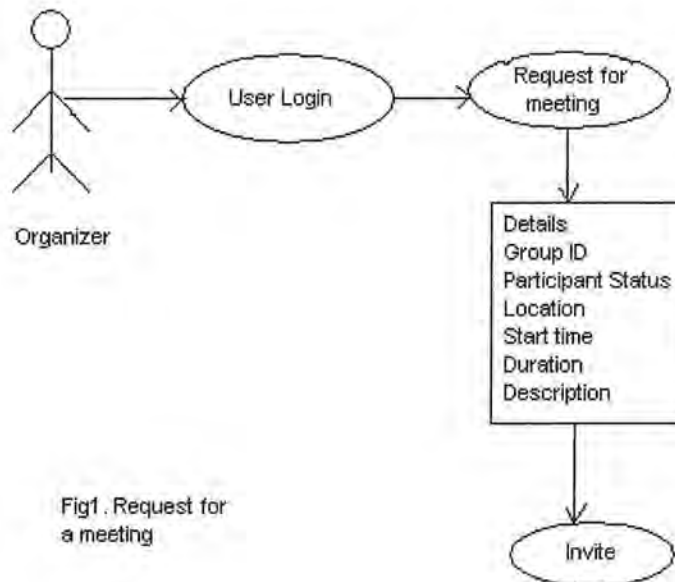 User Login
Request for
meeting
Organizer
Details
Group ID
Participant Status
Location
Start time
Duration
Description
Fig1. Request for
a meeting
Invite